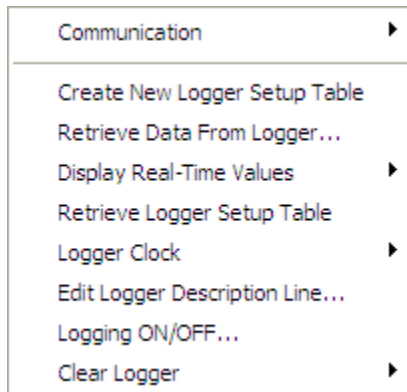 Communication
Create New Logger Setup Table
Retrieve Data From Logger...
Display Real-Time Values
Retrieve Logger Setup Table
Logger Clock
Edit Logger Description Line...
Logging ON/OFF...
Clear Logger